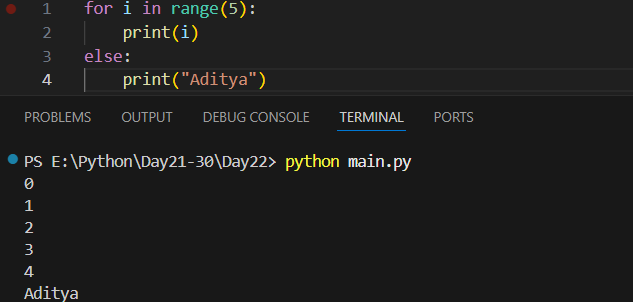 1 for i in range(5):
2     print(i)
3 else:
4     print("Aditya")
PROBLEMS OUTPUT DEBUG CONSOLE TERMINAL PORTS
PS E:\Python\Day21-30\Day22> python main.py
0
1
2
3
4
Aditya